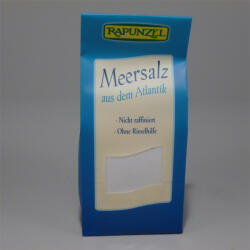 RAPUNZEL
Meersalz
aus dem Atlantik
- Nicht raffiniert
- Ohne Rieselhilfe